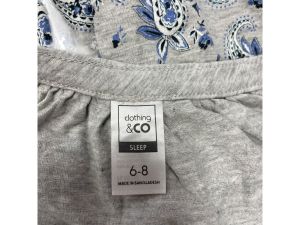 clothing
&CO
SLEEP
6-8
MADE IN BANGLADESH